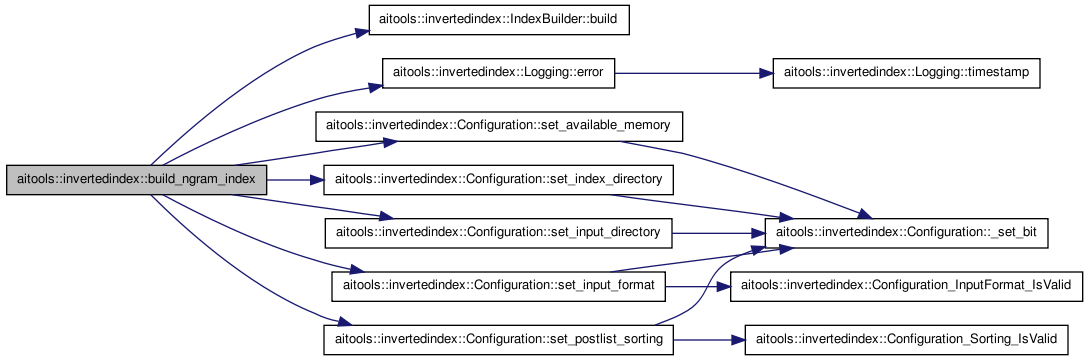 aitools::invertedindex::IndexBuilder::build
aitools::invertedindex::Logging::error
aitools::invertedindex::Logging::timestamp
aitools::invertedindex::Configuration::set_available_memory
aitools::invertedindex::build_ngram_index
aitools::invertedindex::Configuration::set_index_directory
aitools::invertedindex::Configuration::set_input_directory
aitools::invertedindex::Configuration::_set_bit
aitools::invertedindex::Configuration::set_input_format
aitools::invertedindex::Configuration_InputFormat_IsValid
aitools::invertedindex::Configuration::set_postlist_sorting
aitools::invertedindex::Configuration_Sorting_IsValid